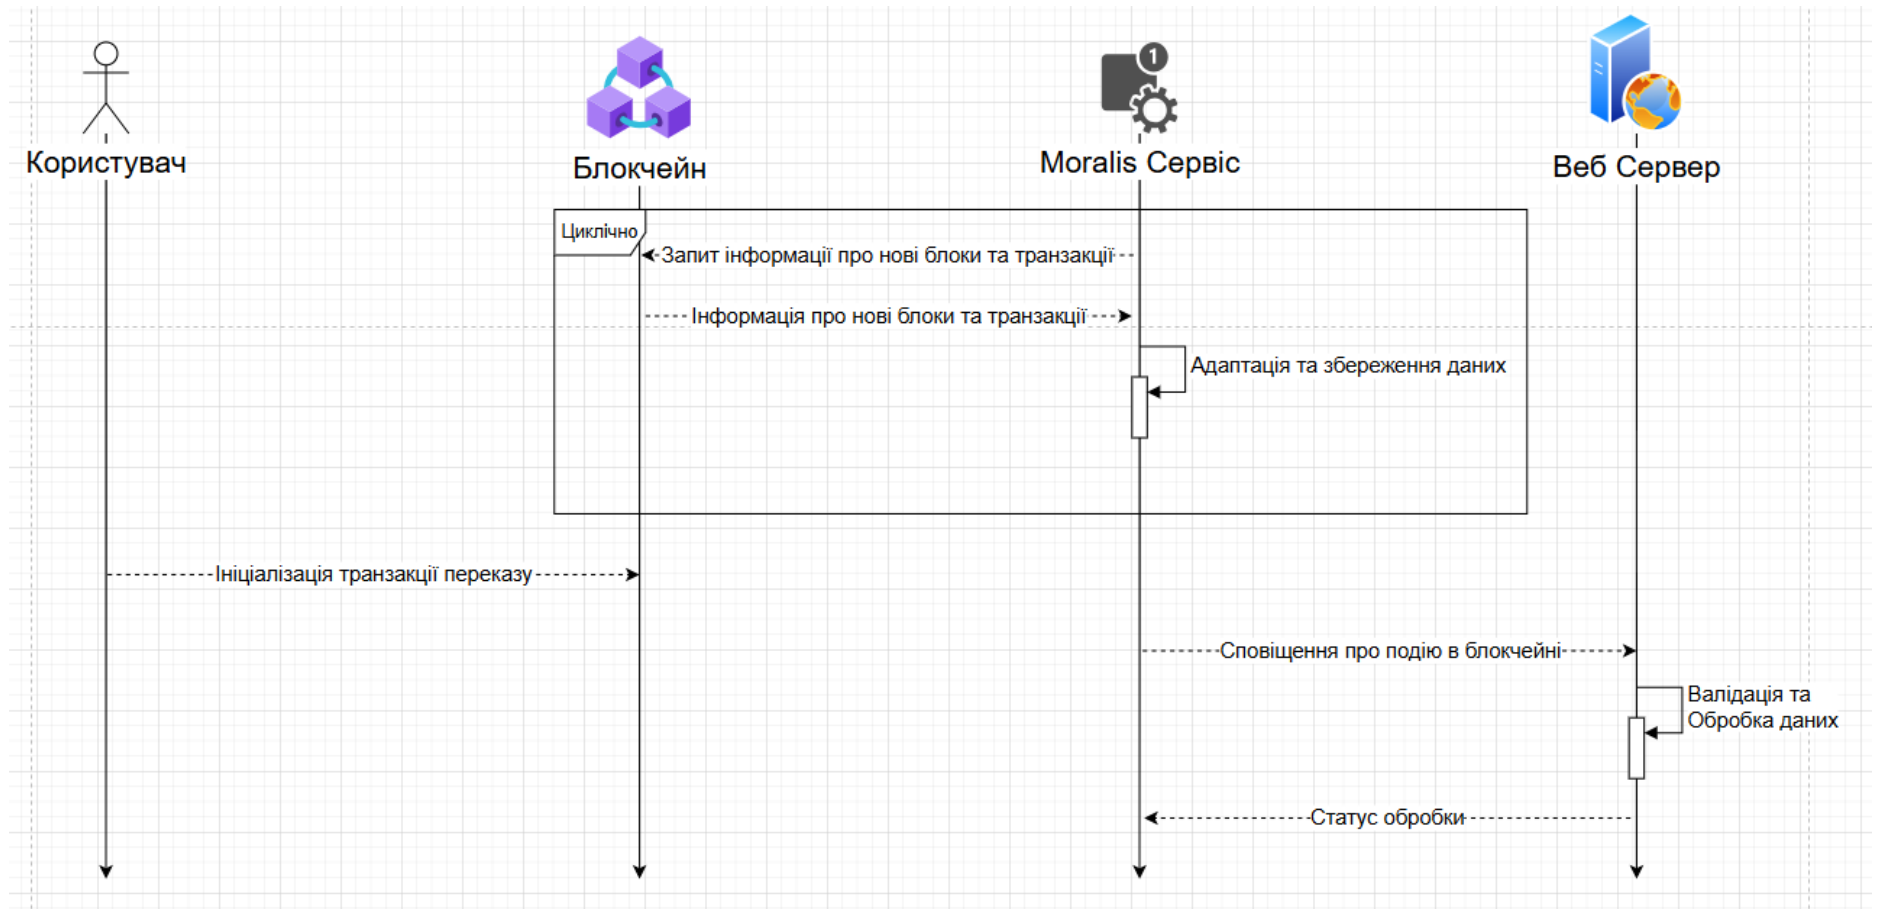 1
Користувач
Блокчейн
Moralis Сервіс
Веб Сервер
Циклічно
Запит інформації про нові блоки та транзакції
Інформація про нові блоки та транзакції
Адаптація та збереження даних
Ініціалізація транзакції переказу
Сповіщення про подію в блокчейні
Валідація та
Обробка даних
Статус обробки